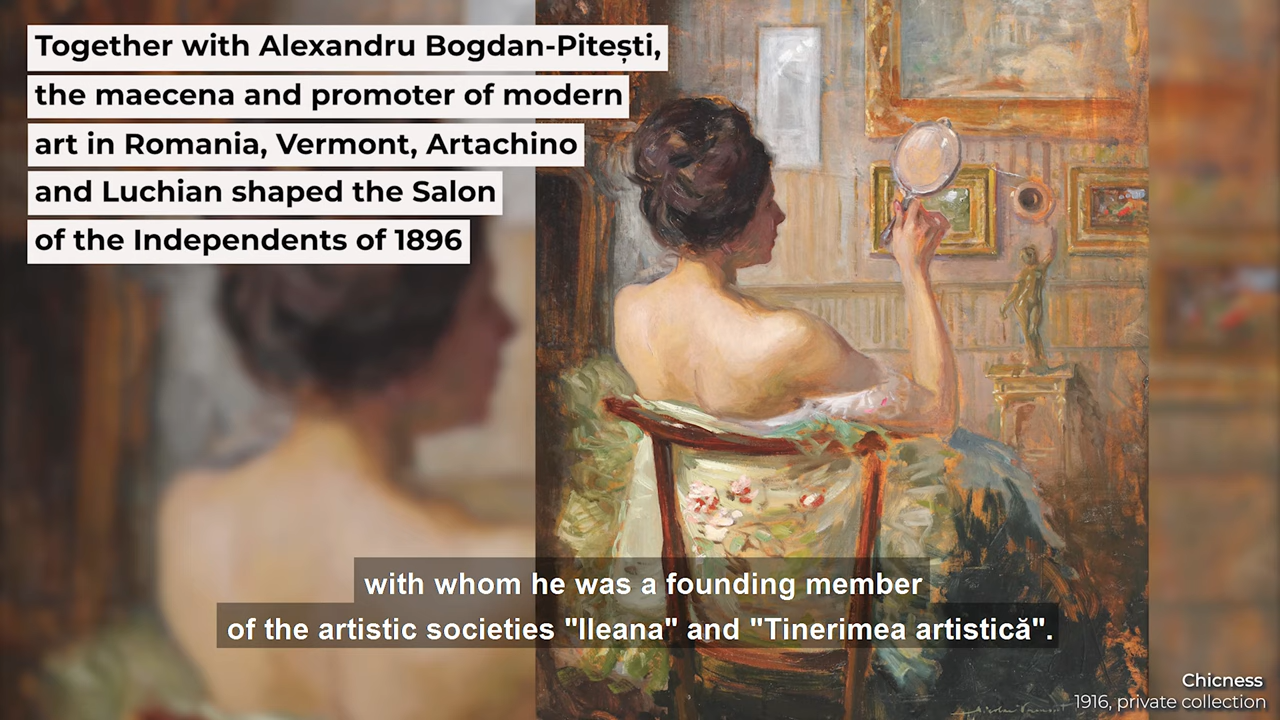 Together with Alexandru Bogdan-Pitești,
the maecena and promoter of modern
art in Romania, Vermont, Artachino
and Luchian shaped the Salon
of the Independents of 1896
with whom he was a founding member
of the artistic societies "Ileana" and "Tinerimea artistică".
Chicness
1916, private collection